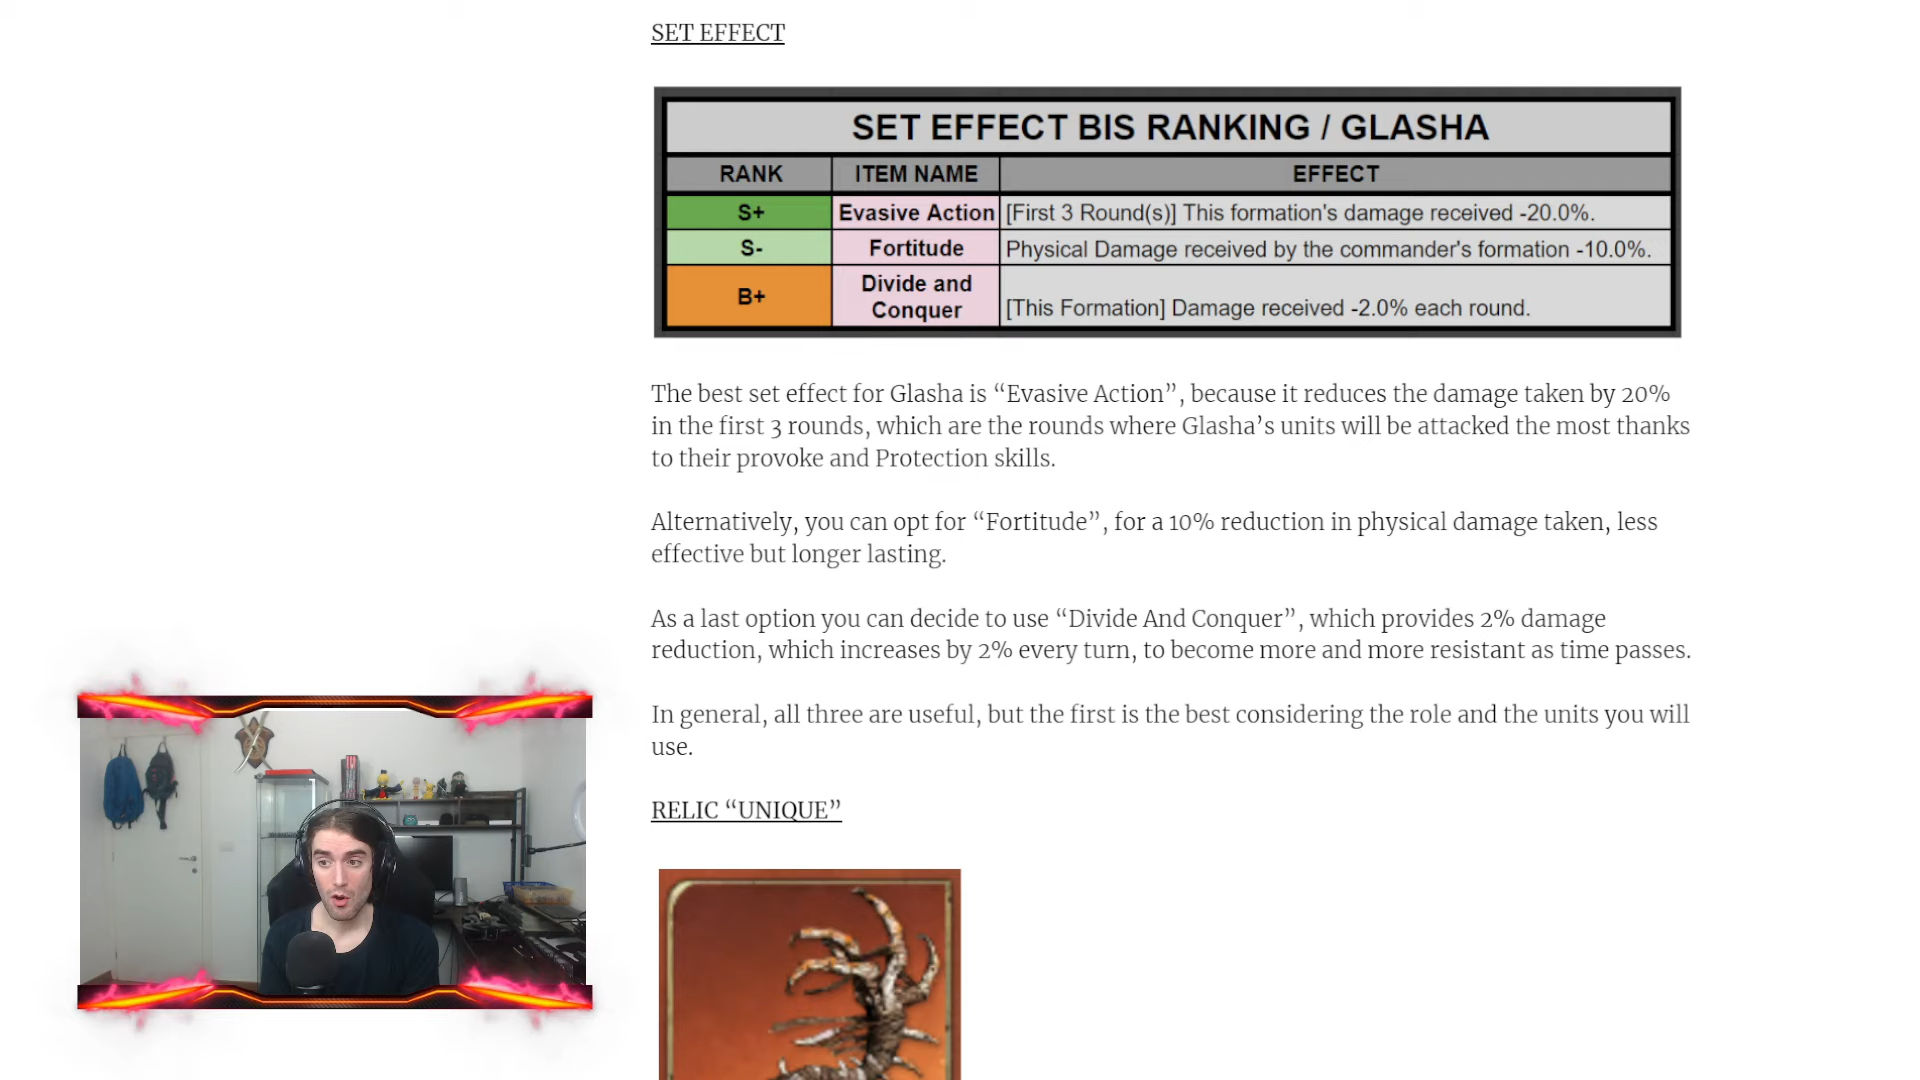 SET EFFECT
SET EFFECT BIS RANKING / GLASHA
RANK ITEM NAME EFFECT
S+ Evasive Action [First 3 Round(s)] This formation's damage received -20.0%.
S- Fortitude Physical Damage received by the commander's formation -10.0%.
B+ Divide and Conquer [This Formation] Damage received -2.0% each round.
The best set effect for Glasha is “Evasive Action”, because it reduces the damage taken by 20%
in the first 3 rounds, which are the rounds where Glasha’s units will be attacked the most thanks
to their provoke and Protection skills.
Alternatively, you can opt for “Fortitude”, for a 10% reduction in physical damage taken, less
effective but longer lasting.
As a last option you can decide to use “Divide And Conquer”, which provides 2% damage
reduction, which increases by 2% every turn, to become more and more resistant as time passes.
In general, all three are useful, but the first is the best considering the role and the units you will
use.
RELIC “UNIQUE”